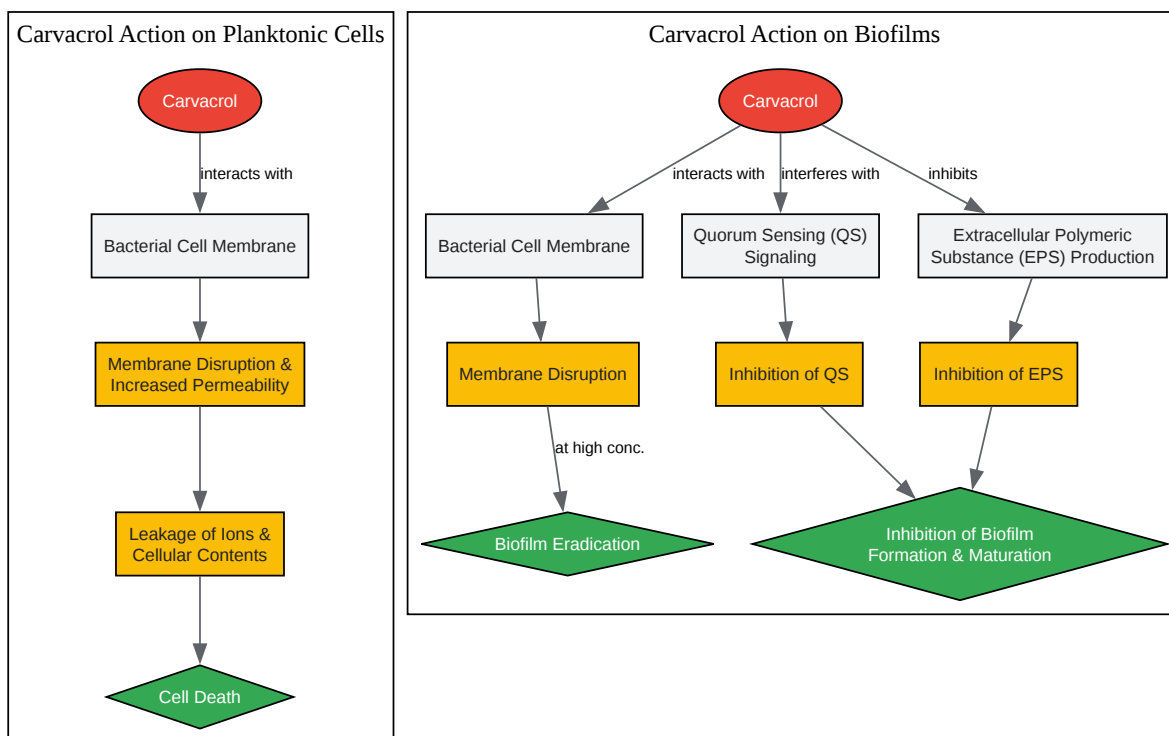 Carvacrol Action on Planktonic Cells
Carvacrol
interacts with
Bacterial Cell Membrane
Membrane Disruption &
Increased Permeability
Leakage of Ions &
Cellular Contents
Cell Death
Carvacrol Action on Biofilms
Carvacrol
interacts with
interferes with
inhibits
Bacterial Cell Membrane
Quorum Sensing (QS)
Signaling
Extracellular Polymeric
Substance (EPS) Production
Membrane Disruption
Inhibition of QS
Inhibition of EPS
at high conc.
Biofilm Eradication
Inhibition of Biofilm
Formation & Maturation